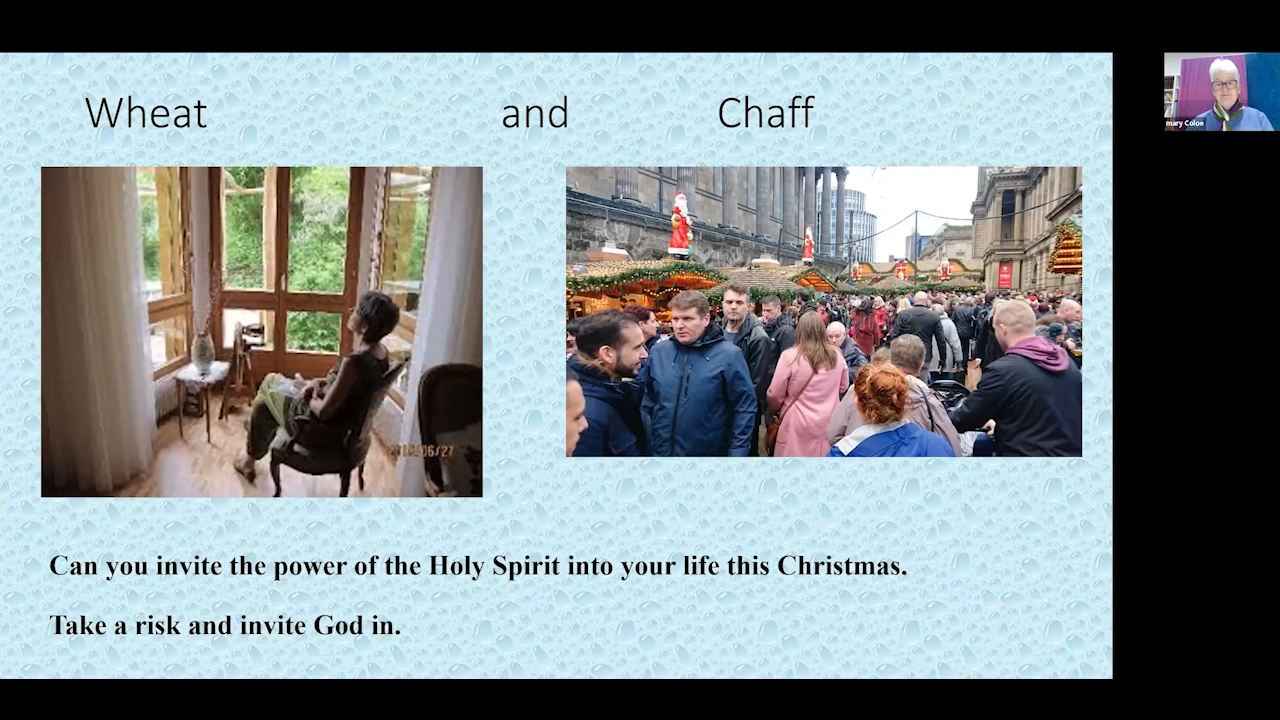 Wheat and Chaff
mary Coloe
Can you invite the power of the Holy Spirit into your life this Christmas.
Take a risk and invite God in.